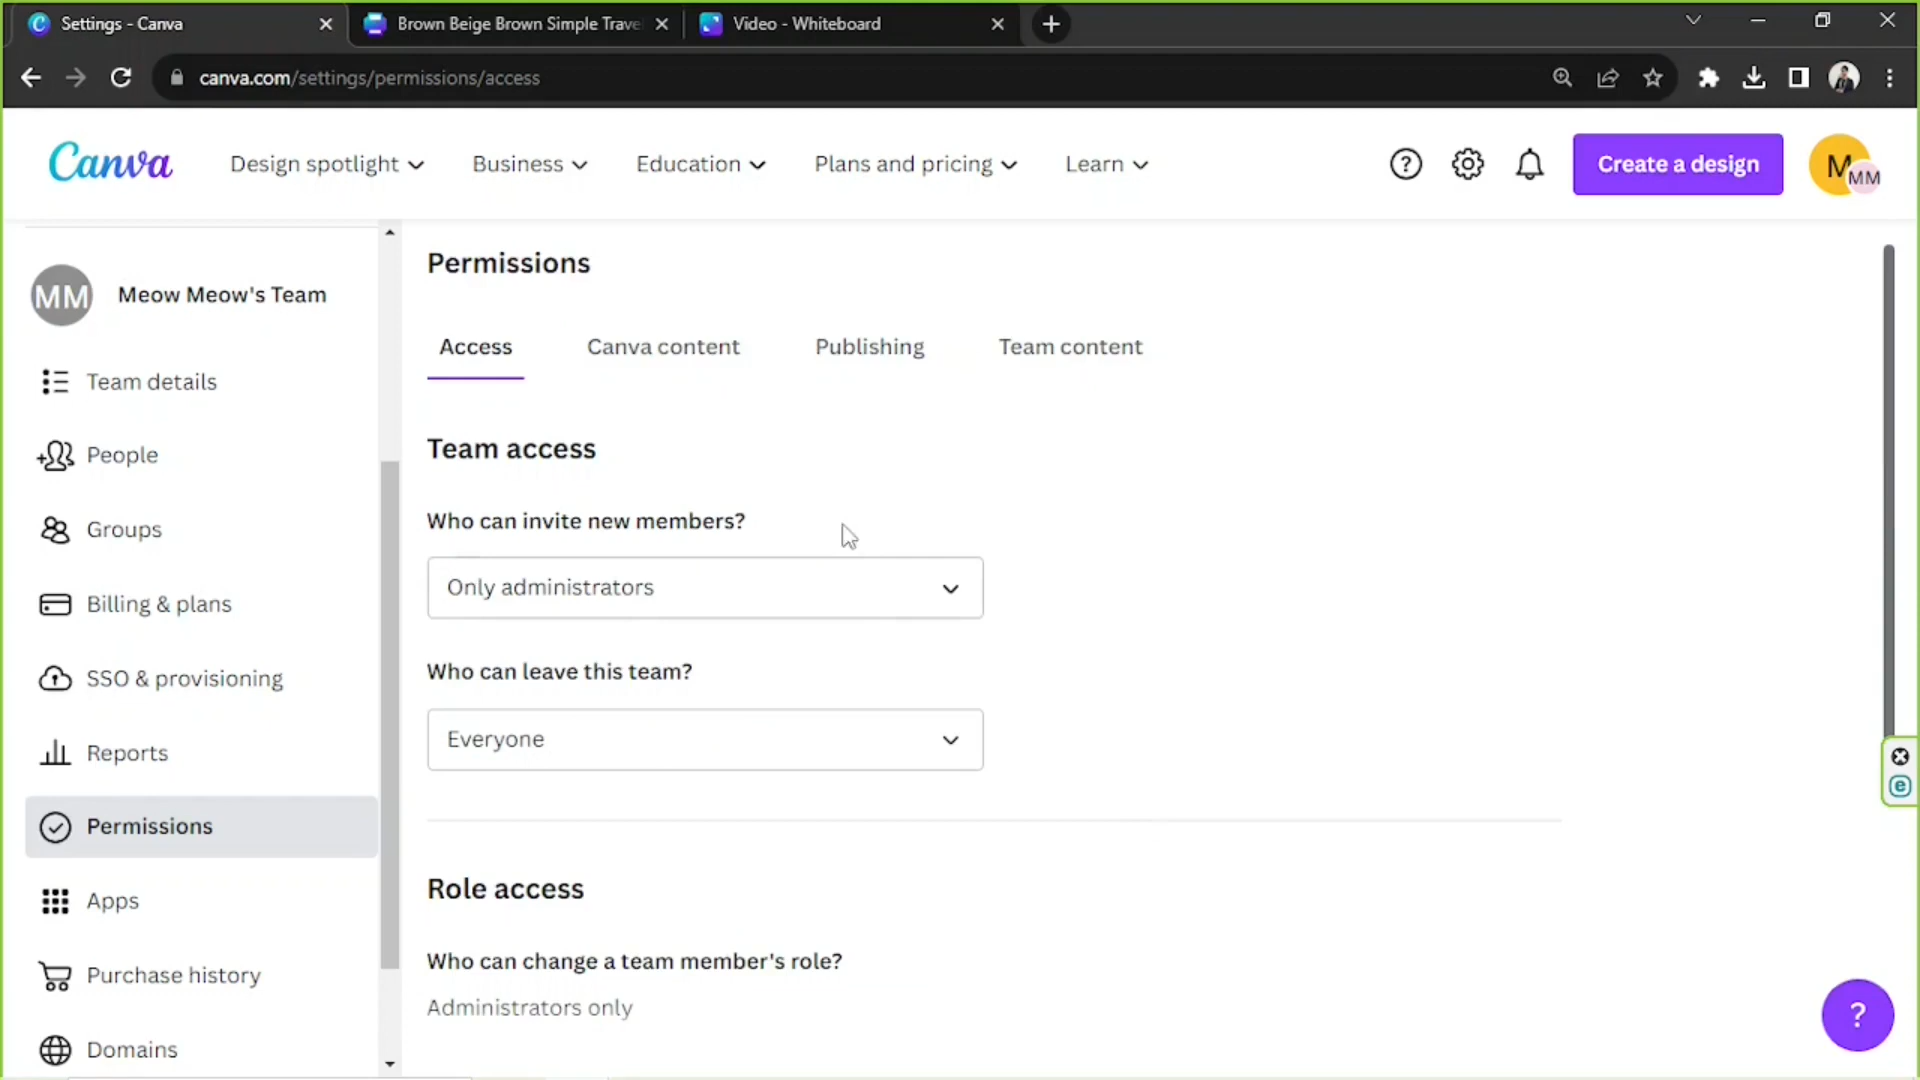 Settings - Canva
Brown Beige Brown Simple Trave
Video - Whiteboard
canva.com/settings/permissions/access
Canva
Design spotlight
Business
Education
Plans and pricing
Learn
Create a design
M
MM
MM
Meow Meow's Team
Team details
People
Groups
Billing & plans
SSO & provisioning
Reports
Permissions
Apps
Purchase history
Domains
Permissions
Access
Canva content
Publishing
Team content
Team access
Who can invite new members?
Only administrators
Who can leave this team?
Everyone
Role access
Who can change a team member's role?
Administrators only
?